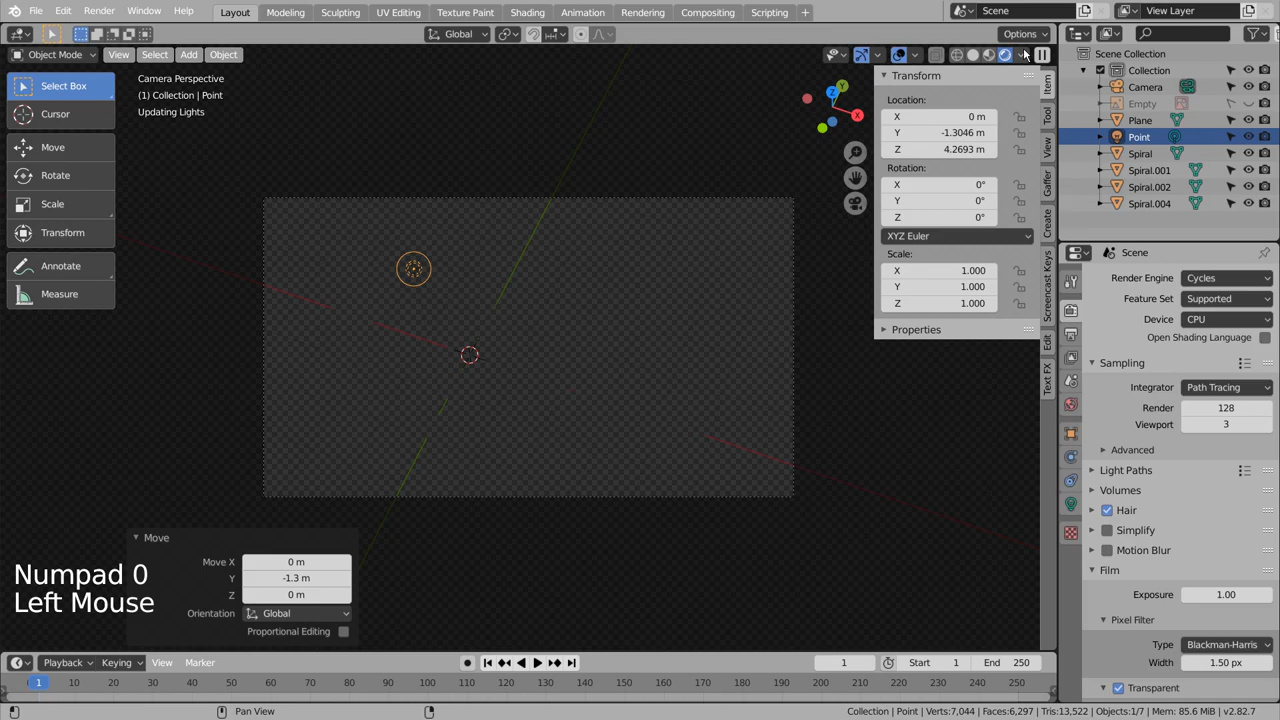 File Edit Render Window Help Layout Modeling Sculpting UV Editing Texture Paint Shading Animation Rendering Compositing Scripting + Scene View Layer
Global Options
Object Mode View Select Add Object
Select Box
Cursor
Move
Rotate
Scale
Transform
Annotate
Measure
Camera Perspective
(1) Collection | Point
Updating Lights
Z
Y
X
Transform
Location:
X 0 m
Y -1.3046 m
Z 4.2693 m
Rotation:
X 0°
Y 0°
Z 0°
XYZ Euler
Scale:
X 1.000
Y 1.000
Z 1.000
Properties
Item
Tool
View
Gaffer
Create
Screencast Keys
Edit
Text FX
Scene Collection
Collection
Camera
Empty
Plane
Point
Spiral
Spiral.001
Spiral.002
Spiral.004
Scene
Render Engine Cycles
Feature Set Supported
Device CPU
Open Shading Language
Sampling
Integrator Path Tracing
Render 128
Viewport 3
Advanced
Light Paths
Volumes
Hair
Simplify
Motion Blur
Film
Exposure 1.00
Pixel Filter
Type Blackman-Harris
Width 1.50 px
Transparent
Move
Move X 0 m
Y -1.3 m
Z 0 m
Orientation Global
Proportional Editing
Numpad 0
Left Mouse
Playback Keying View Marker 1 Start 1 End 250
1 10 20 30 40 50 60 70 80 90 100 110 120 130 140 150 160 170 180 190 200 210 220 230 240 250
Pan View Collection | Point | Verts:7,044 | Faces:6,297 | Tris:13,522 | Objects:1/7 | Mem: 85.6 MiB | v2.82.7